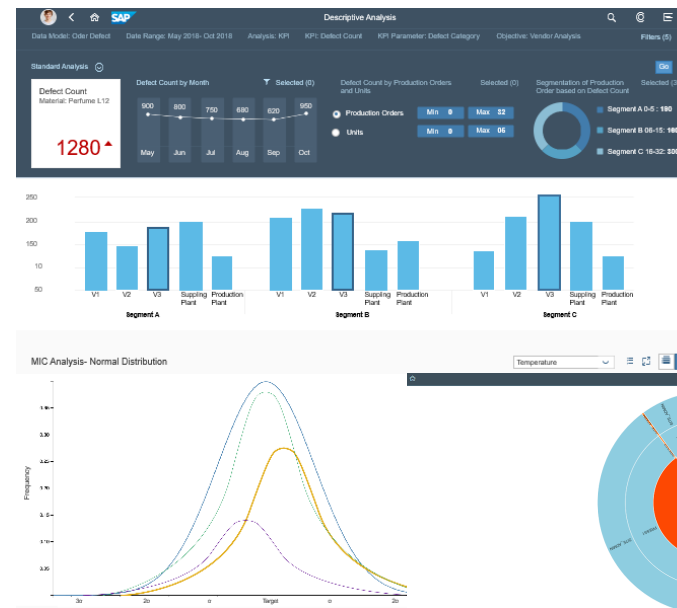 SAP
Descriptive Analysis
Data Model: Oder Defect
Date Range: May 2018- Oct 2018
Analysis: KPI
KPI: Defect Count
KPI Parameter: Defect Category
Objective: Vendor Analysis
Filters (5)
Standard Analysis
Go
Defect Count
Material: Perfume L12
1280
Defect Count by Month
Selected (0)
900
800
750
680
620
950
May
Jun
Jul
Aug
Sep
Oct
Defect Count by Production Orders
and Units
Selected (0)
Production Orders
Min 0
Max 32
Units
Min 0
Max 06
Segmentation of Production
Order based on Defect Count
Selected (3
Segment A 0-5 : 190
Segment B 06-15:
Segment C 16-32:
250
200
150
10
50
V1
V2
V3
Suppling
Plant
Production
Plant
Segment A
V1
V2
V3
Suppling
Plant
Production
Plant
Segment B
V1
V2
V3
Suppling
Plant
Production
Plant
Segment C
MIC Analysis- Normal Distribution
Temperature
Frequency
3σ
2σ
σ
Target
σ
2σ